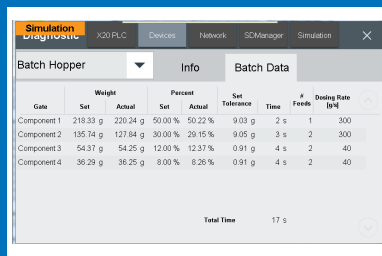 Simulation
Diagnostic X20 PLC Devices Network SDManager Simulation
Batch Hopper Info Batch Data
Weight Percent Set # Dosing Rate
Gate Set Actual Set Actual Tolerance Time Feeds [g/s]
Component 1 218.33 g 220.24 g 50.00 % 50.22 % 9.03 g 2 s 1 300
Component 2 135.74 g 127.84 g 30.00 % 29.15 % 9.05 g 3 s 2 300
Component 3 54.37 g 54.25 g 12.00 % 12.37 % 0.91 g 4 s 2 40
Component 4 36.29 g 36.25 g 8.00 % 8.26 % 0.91 g 4 s 2 40
Total Time 17 s